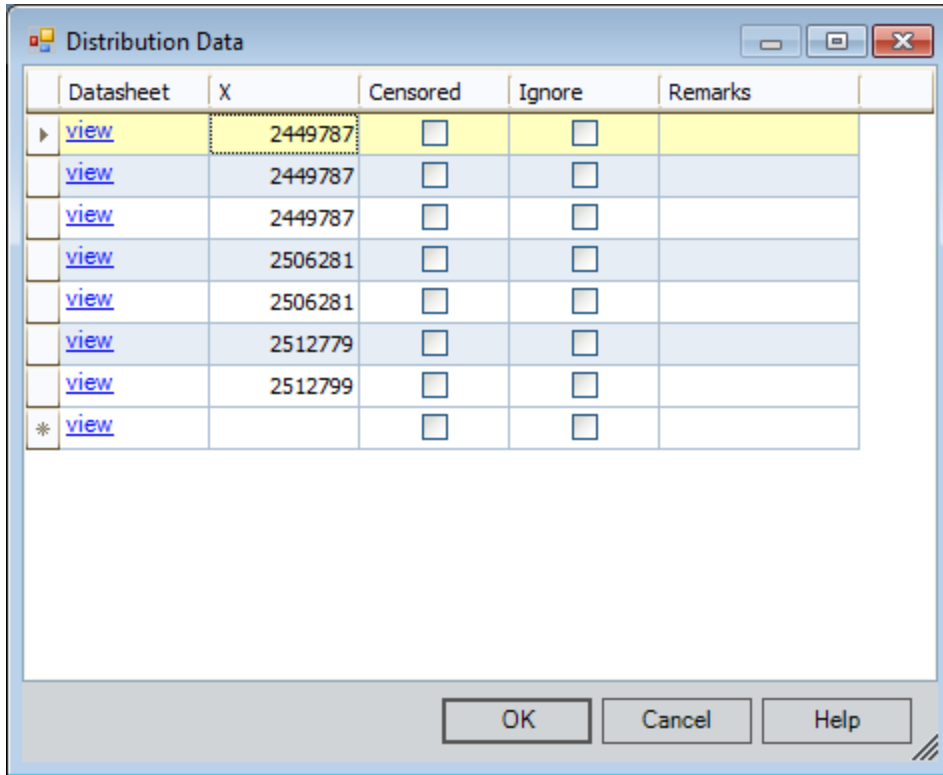 Distribution Data
Datasheet X Censored Ignore Remarks
view 2449787
view 2449787
view 2449787
view 2506281
view 2506281
view 2512779
view 2512799
view
OK Cancel Help